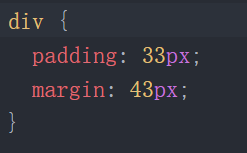 div {
  padding: 33px;
  margin: 43px;
}